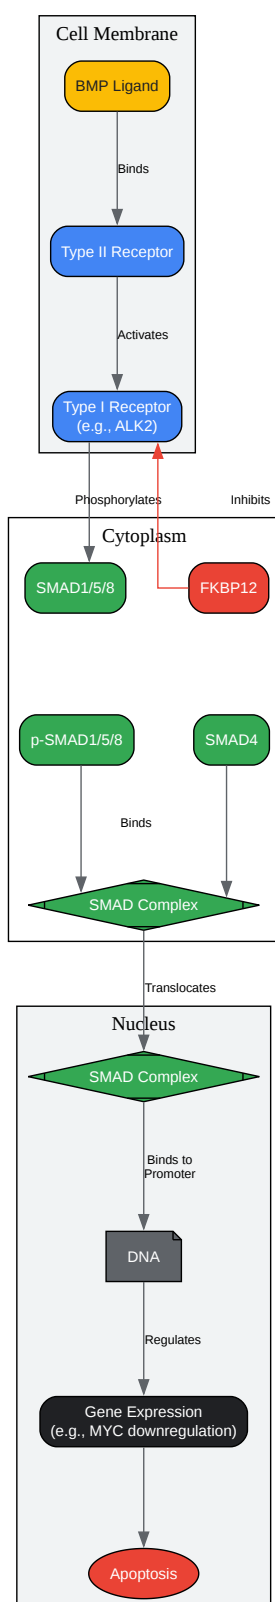 Cell Membrane
BMP Ligand
Binds
Type II Receptor
Activates
Type I Receptor
(e.g., ALK2)
Phosphorylates
Inhibits
Cytoplasm
SMAD1/5/8
FKBP12
p-SMAD1/5/8
SMAD4
Binds
SMAD Complex
Translocates
Nucleus
SMAD Complex
Binds to
Promoter
DNA
Regulates
Gene Expression
(e.g., MYC downregulation)
Apoptosis